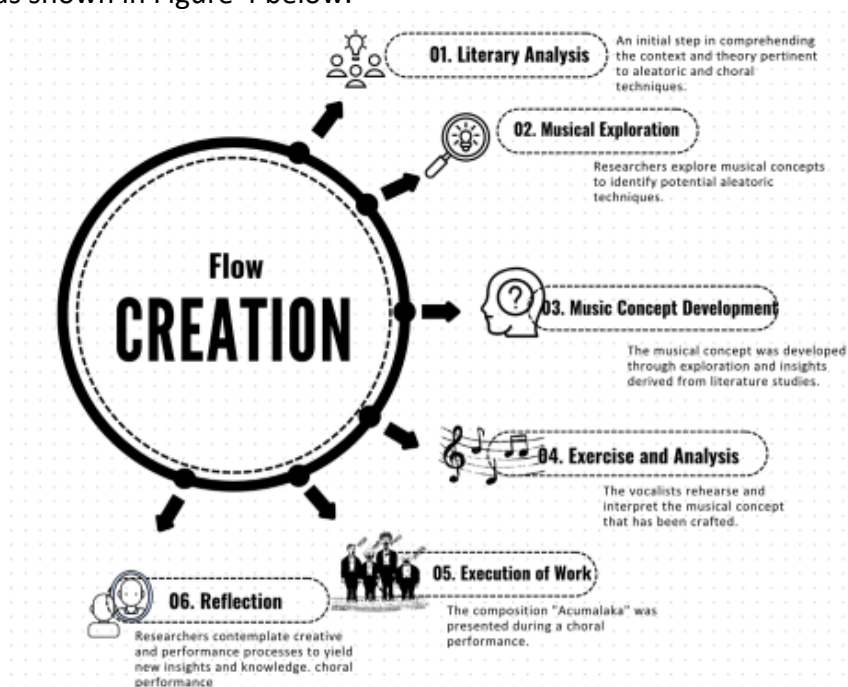 as shown in Figure 4 below:
01. Literary Analysis
An initial step in comprehending
the context and theory pertinent
to aleatoric and choral
techniques.
02. Musical Exploration
Researchers explore musical concepts
to identify potential aleatoric
techniques.
Flow
CREATION
03. Music Concept Development
The musical concept was developed
through exploration and insights
derived from literature studies.
04. Exercise and Analysis
The vocalists rehearse and
interpret the musical concept
that has been crafted.
05. Execution of Work
The composition "Acumalaka" was
presented during a choral
performance.
06. Reflection
Researchers contemplate creative
and performance processes to yield
new insights and knowledge. choral
performance